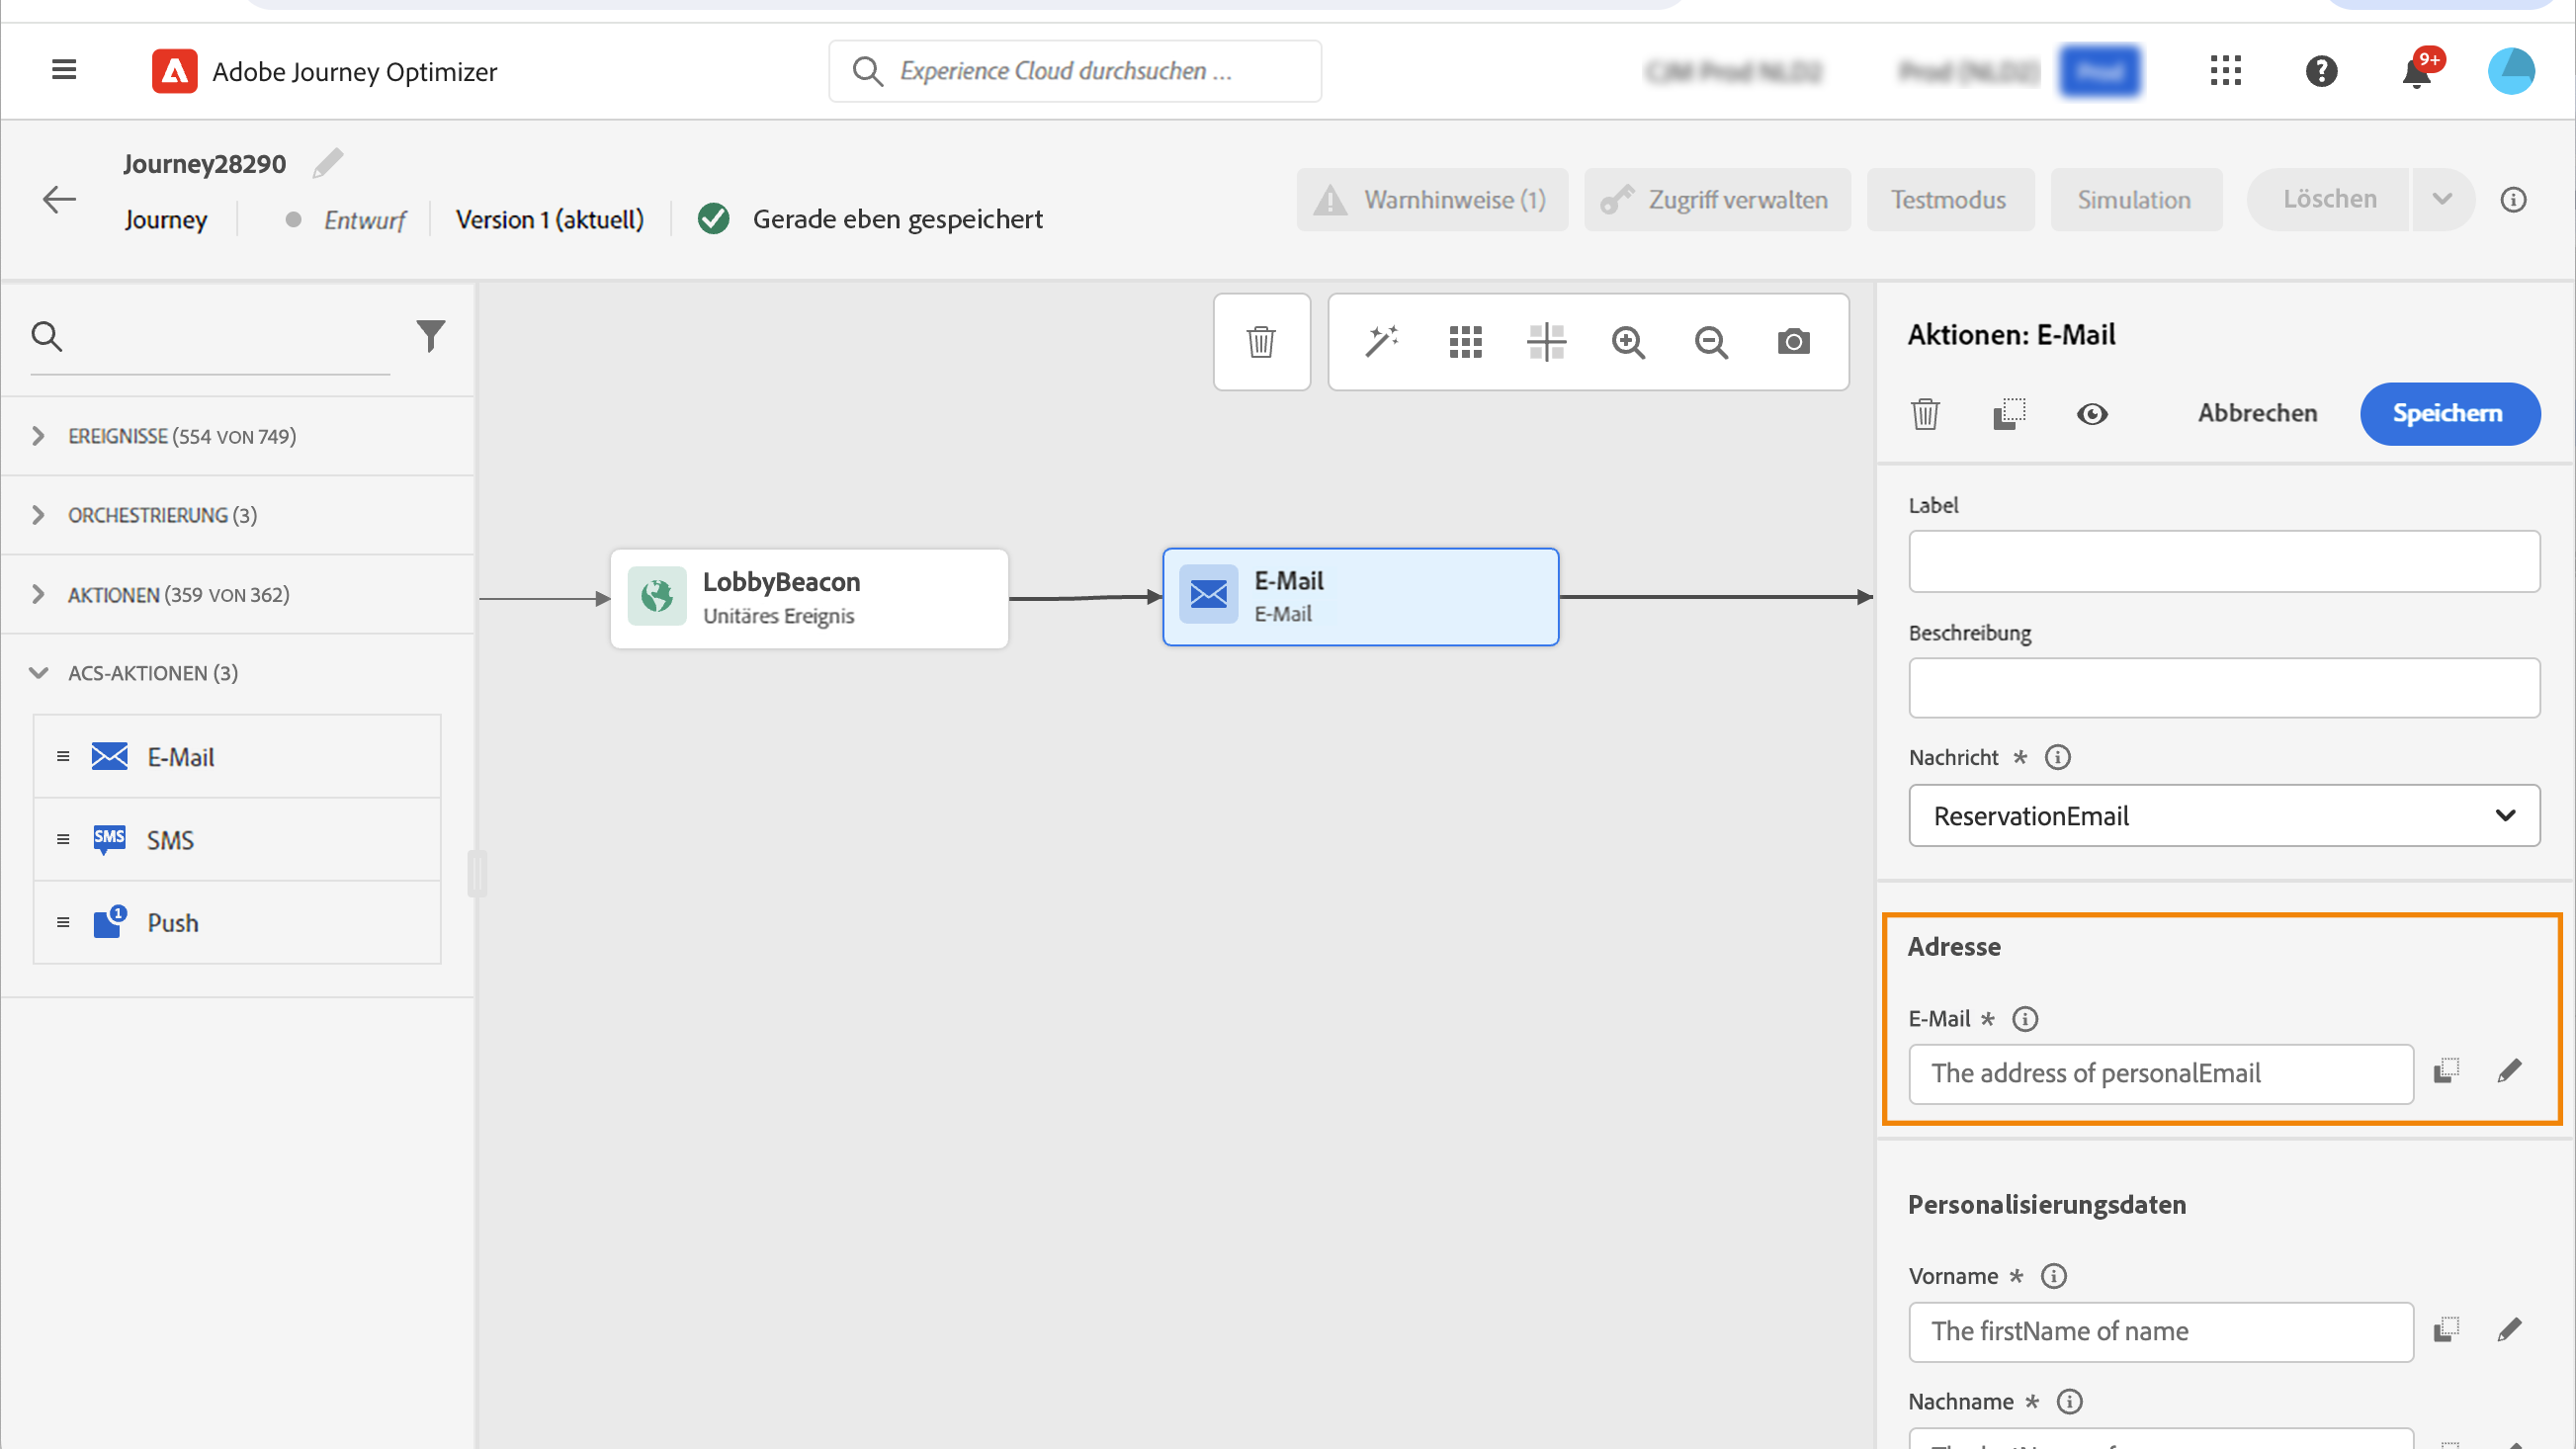 Adobe Journey Optimizer
Experience Cloud durchsuchen ...
9+
Journey28290
Journey
Entwurf
Version 1 (aktuell)
Gerade eben gespeichert
Warnhinweise (1)
Zugriff verwalten
Testmodus
Simulation
Löschen
EREIGNISSE (554 VON 749)
ORCHESTRIERUNG (3)
AKTIONEN (359 VON 362)
ACS-AKTIONEN (3)
E-Mail
SMS
SMS
1
Push
LobbyBeacon
Unitäres Ereignis
E-Mail
E-Mail
Aktionen: E-Mail
Abbrechen
Speichern
Label
Beschreibung
Nachricht *
ReservationEmail
Adresse
E-Mail *
The address of personalEmail
Personalisierungsdaten
Vorname *
The firstName of name
Nachname *